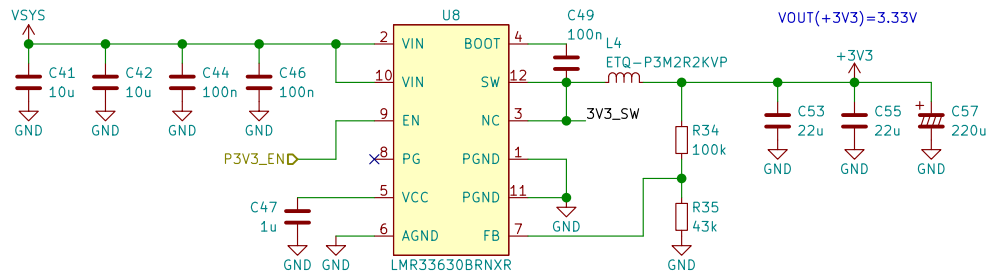 VSYS
U8
C49
100n
VOUT(+3V3)=3.33V
L4
ETQ-P3M2R2KVP
+3V3
2 VIN
BOOT 4
C41
10u
C42
10u
C44
100n
C46
100n
10 VIN
SW 12
GND
GND
GND
GND
9 EN
NC 3
3V3_SW
R34
100k
C53
22u
C55
22u
+
C57
220u
P3V3_EN
8 PG
PGND 1
GND
GND
GND
C47
1u
5 VCC
PGND 11
GND
R35
43k
6 AGND
FB 7
GND
GND
LMR33630BRNXR
GND